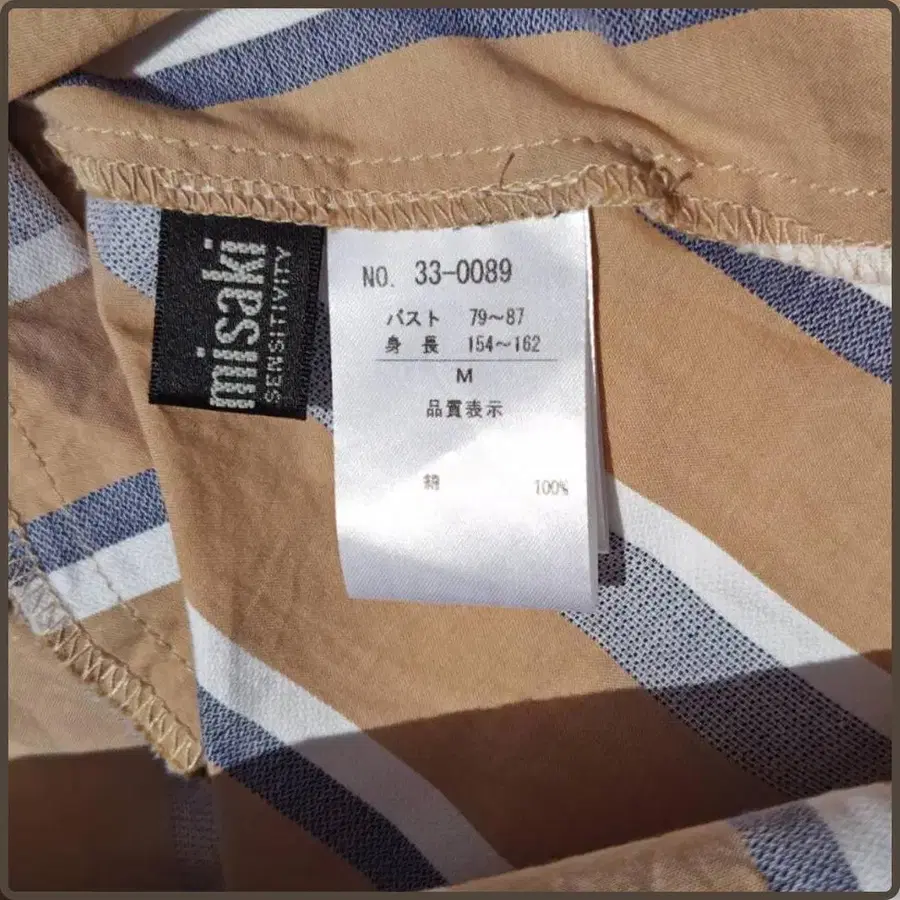 misaki
SENSITIVITY
NO. 33-0089
バスト 79～87
身長 154～162
M
品質表示
綿 100%